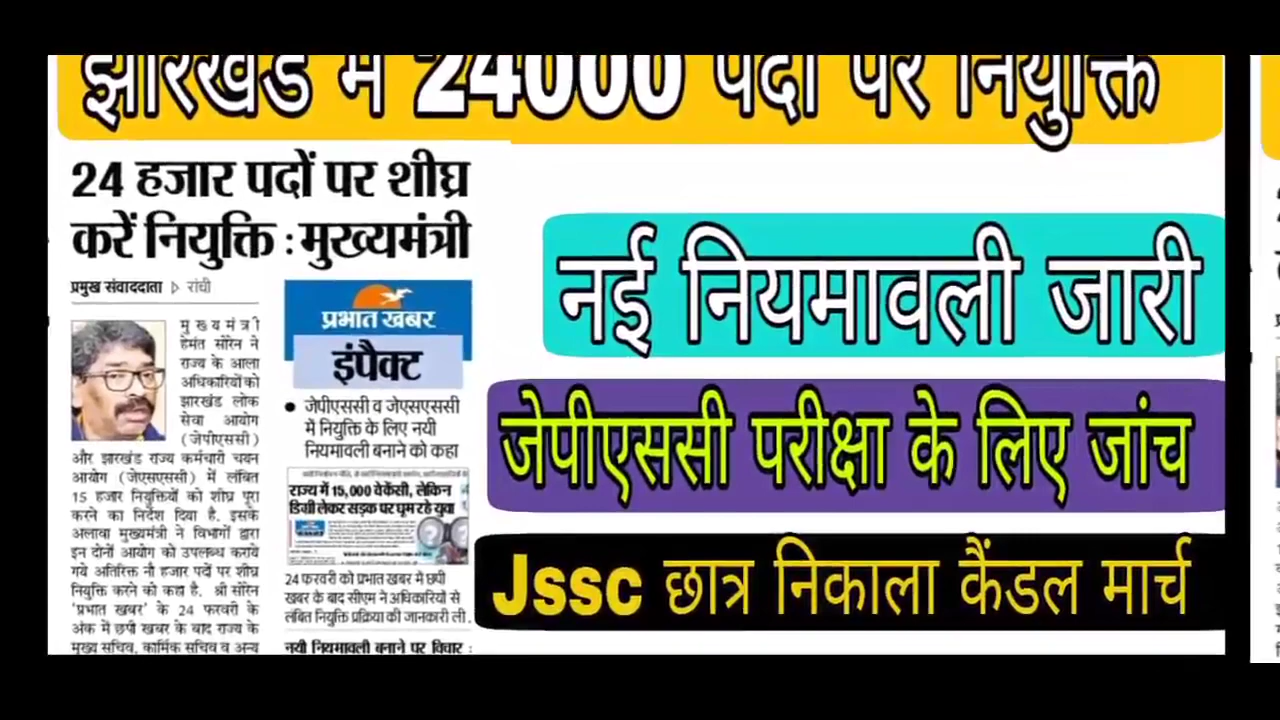 झारखंड में 24000 पदों पर नियुक्ति
24 हजार पदों पर शीघ्र
करें नियुक्ति : मुख्यमंत्री
प्रमुख संवाददाता ▷ रांची
मुख्यमंत्री
हेमंत सोरेन ने
राज्य के आला
अधिकारियों को
झारखंड लोक
सेवा आयोग
(जेपीएससी)
और झारखंड राज्य कर्मचारी चयन
आयोग (जेएसएससी) में लंबित
15 हजार नियुक्तियों को शीघ्र पूरा
करने का निर्देश दिया है. इसके
अलावा मुख्यमंत्री ने विभागों द्वारा
इन दोनों आयोग को उपलब्ध कराये
गये अतिरिक्त नौ हजार पदों पर शीघ्र
नियुक्ति करने को कहा है. श्री सोरेन
'प्रभात खबर' के 24 फरवरी के
अंक में छपी खबर के बाद राज्य के
मुख्य सचिव, कार्मिक सचिव व अन्य
प्रभात खबर
इंपैक्ट
● जेपीएससी व जेएसएससी
में नियुक्ति के लिए नयी
नियमावली बनाने को कहा
राज्य में 15,000 वेकेंसी, लेकिन
डिग्री लेकर सड़क पर घूम रहे युवा
24 फरवरी को प्रभात खबर में छपी
खबर के बाद सीएम ने अधिकारियों से
लंबित नियुक्ति प्रक्रिया की जानकारी ली.
नयी नियमावली बनाने पर विचार :
नई नियमावली जारी
जेपीएससी परीक्षा के लिए जांच
Jssc छात्र निकाला कैंडल मार्च